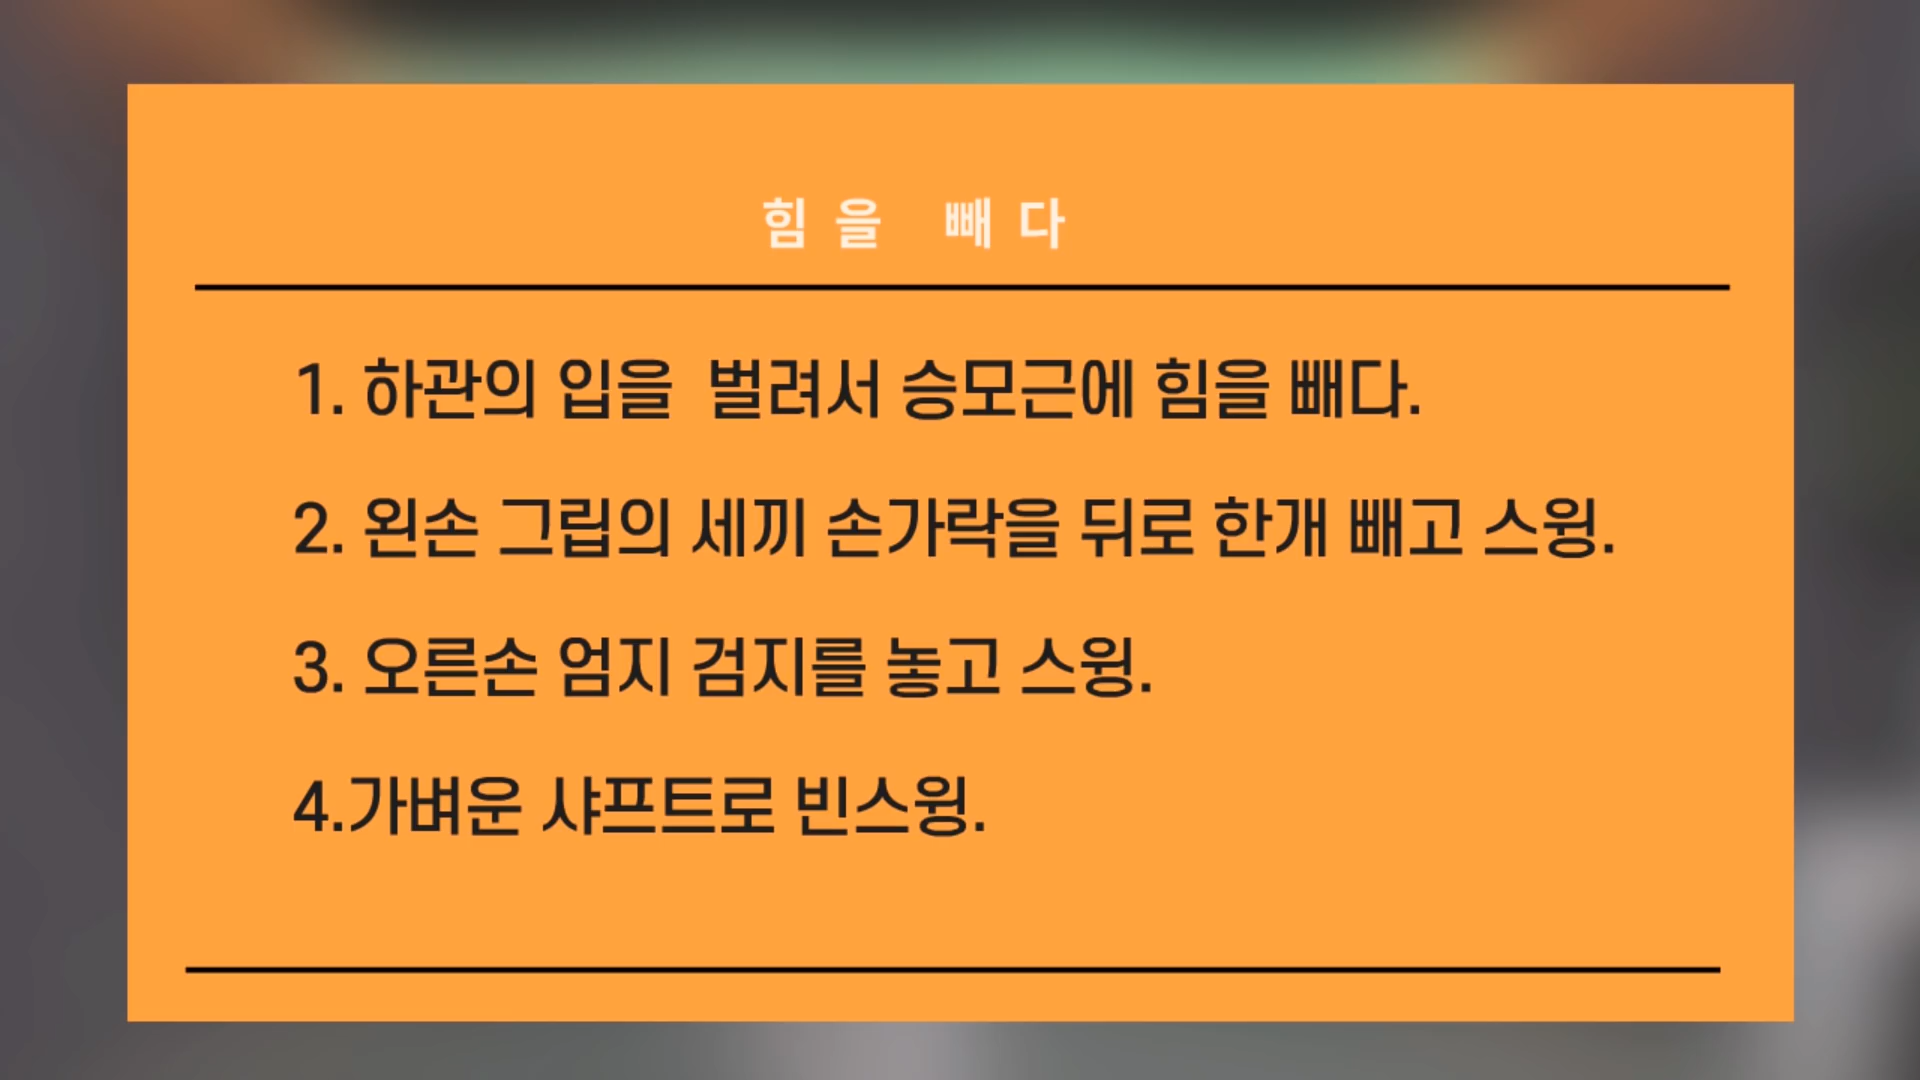 힘을 빼다
1. 하관의 입을 벌려서 승모근에 힘을 빼다.
2. 왼손 그립의 세끼 손가락을 뒤로 한개 빼고 스윙.
3. 오른손 엄지 검지를 놓고 스윙.
4.가벼운 샤프트로 빈스윙.